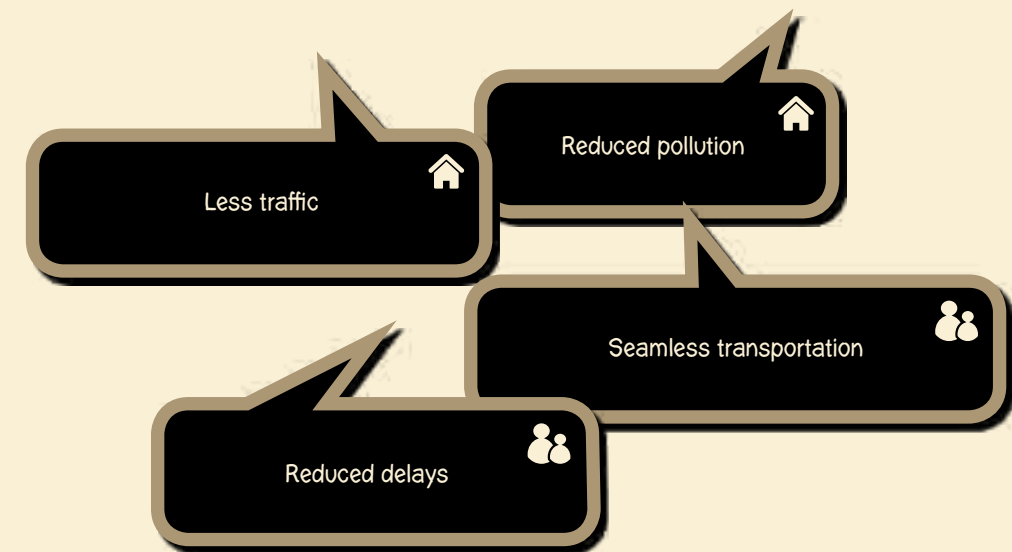 Reduced pollution
Less traffic
Seamless transportation
Reduced delays